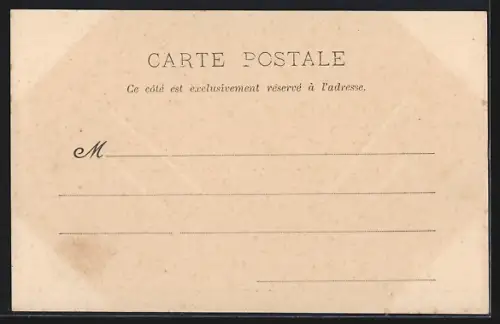 CARTE POSTALE
Ce côté est exclusivement réservé à l'adresse.
M